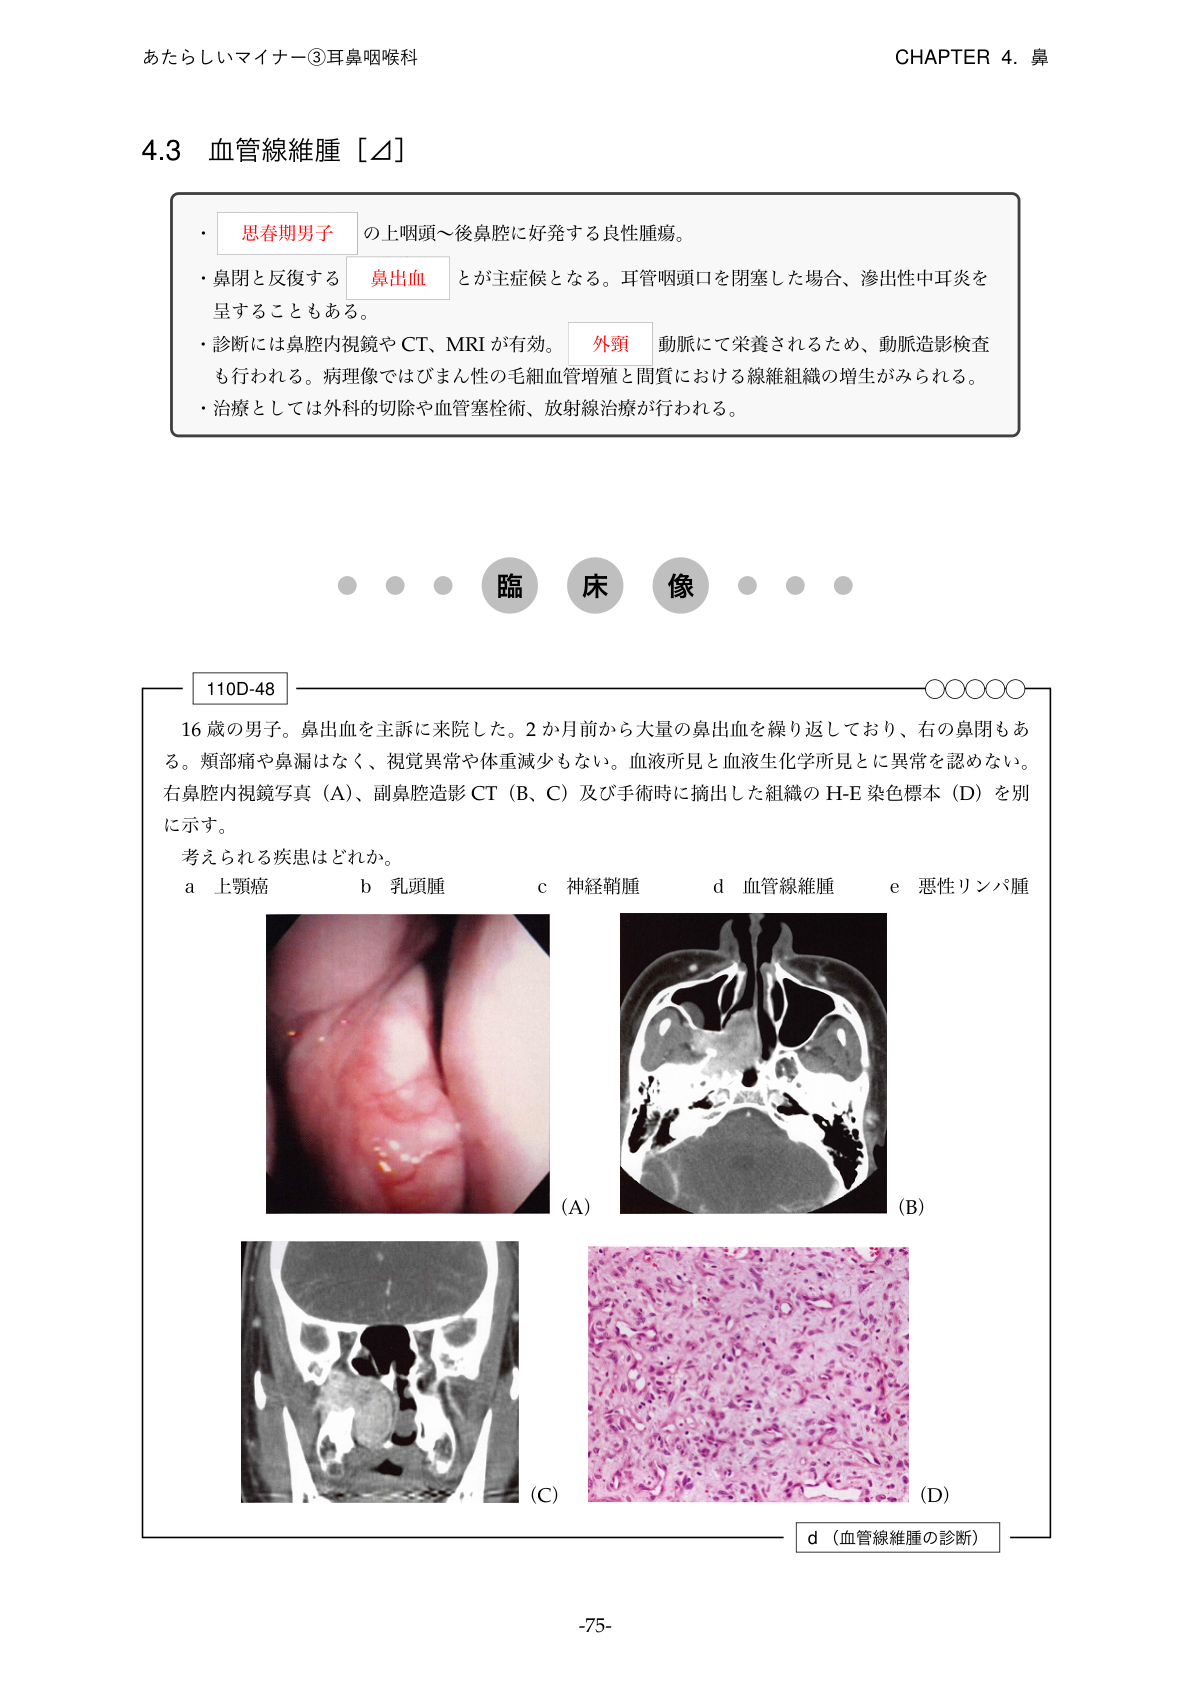 あたらしいマイナー③耳鼻咽喉科 CHAPTER 4. 鼻
4.3 血管線維腫［⊿］
・ 思春期男子 の上咽頭〜後鼻腔に好発する良性腫瘍。
・鼻閉と反復する 鼻出血 とが主症候となる。耳管咽頭口を閉塞した場合、滲出性中耳炎を
呈することもある。
・診断には鼻腔内視鏡や CT、MRI が有効。 外頸 動脈にて栄養されるため、動脈造影検査
も行われる。病理像ではびまん性の毛細血管増殖と間質における線維組織の増生がみられる。
・治療としては外科的切除や血管塞栓術、放射線治療が行われる。
臨 床 像
110D-48 ○○○○○
16 歳の男子。鼻出血を主訴に来院した。2 か月前から大量の鼻出血を繰り返しており、右の鼻閉もあ
る。頬部痛や鼻漏はなく、視覚異常や体重減少もない。血液所見と血液生化学所見とに異常を認めない。
右鼻腔内視鏡写真（A）、副鼻腔造影 CT（B、C）及び手術時に摘出した組織の H-E 染色標本（D）を別
に示す。
考えられる疾患はどれか。
a 上顎癌 b 乳頭腫 c 神経鞘腫 d 血管線維腫 e 悪性リンパ腫
（A） （B）
（C） （D）
d （血管線維腫の診断）
-75-